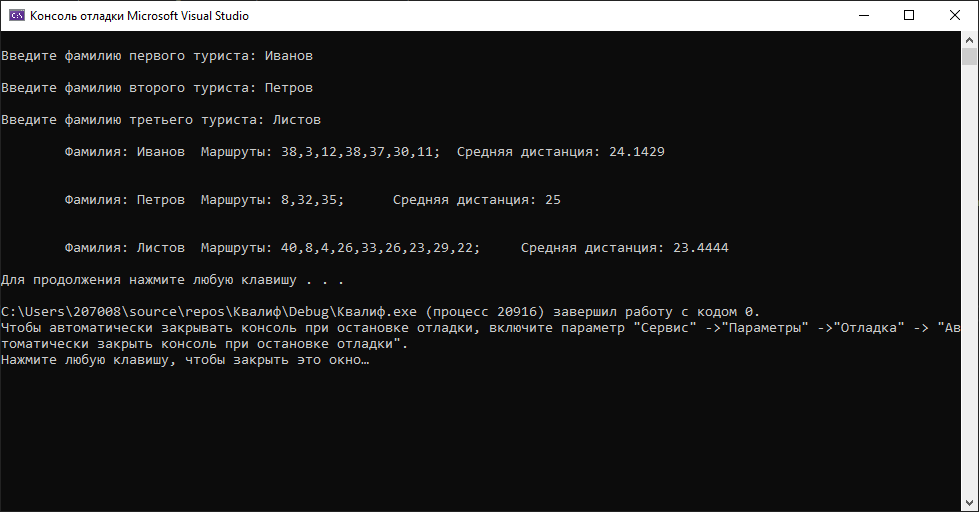 Консоль отладки Microsoft Visual Studio
Введите фамилию первого туриста: Иванов
Введите фамилию второго туриста: Петров
Введите фамилию третьего туриста: Листов
Фамилия: Иванов Маршруты: 38,3,12,38,37,30,11; Средняя дистанция: 24.1429
Фамилия: Петров Маршруты: 8,32,35; Средняя дистанция: 25
Фамилия: Листов Маршруты: 40,8,4,26,33,26,23,29,22; Средняя дистанция: 23.4444
Для продолжения нажмите любую клавишу . . .
C:\Users\207008\source\repos\Квалиф\Debug\Квалиф.exe (процесс 20916) завершил работу с кодом 0.
Чтобы автоматически закрывать консоль при остановке отладки, включите параметр "Сервис" ->"Параметры" ->"Отладка" -> "Ав
томатически закрыть консоль при остановке отладки".
Нажмите любую клавишу, чтобы закрыть это окно…